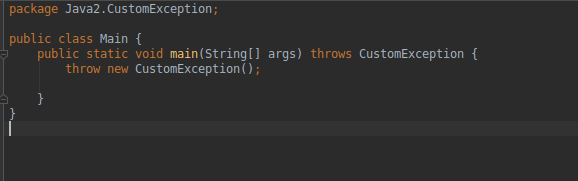 package Java2.CustomException;
public class Main {
public static void main(String[] args) throws CustomException {
throw new CustomException();
}
}